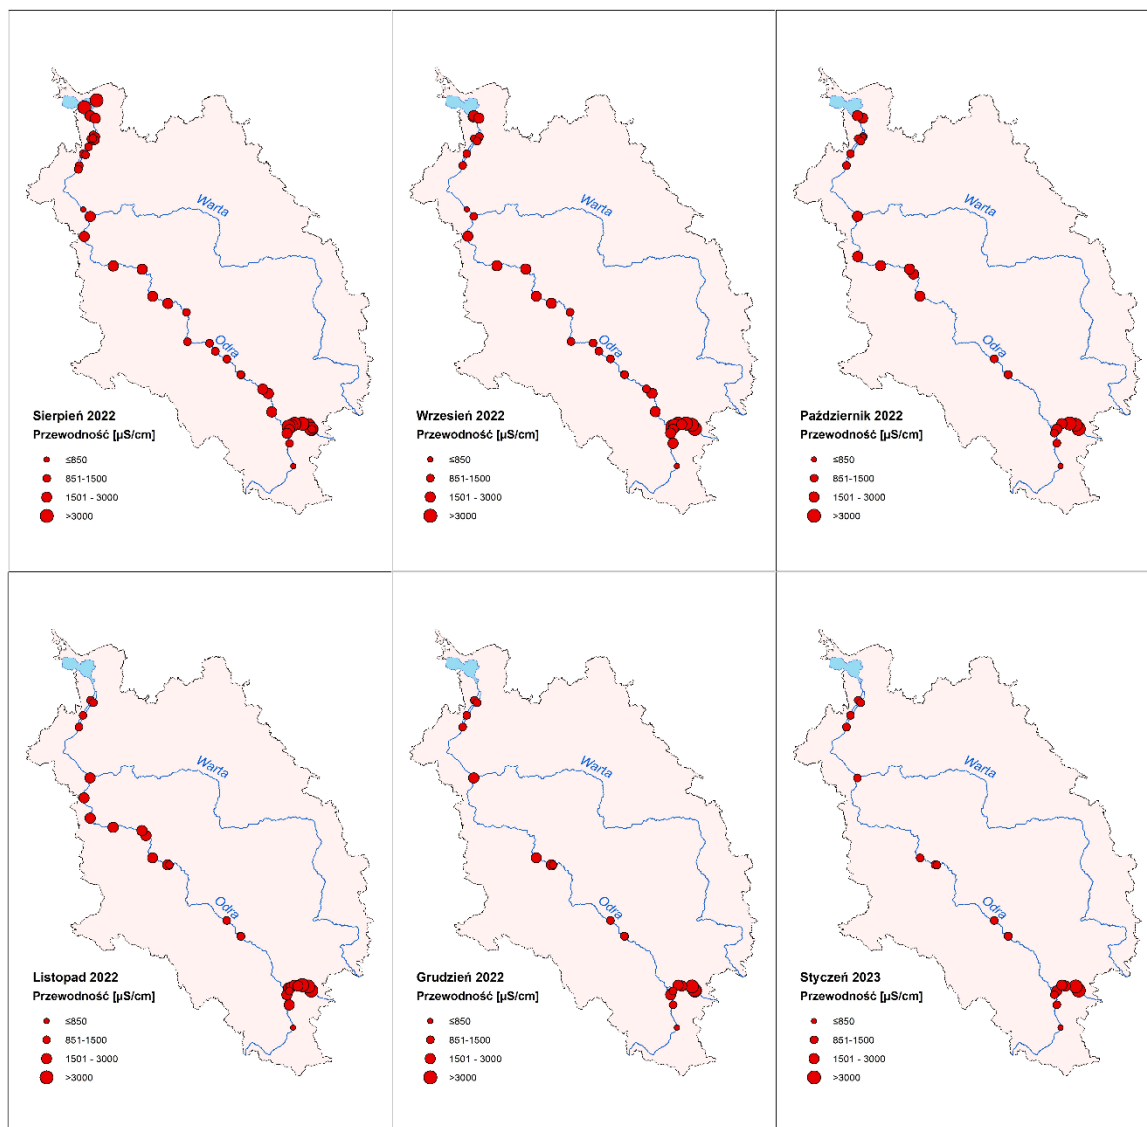 Warta
Odra
Sierpień 2022
Przewodność [µS/cm]
≤850
851-1500
1501 - 3000
>3000
Warta
Odra
Wrzesień 2022
Przewodność [µS/cm]
≤850
851-1500
1501 - 3000
>3000
Warta
Odra
Październik 2022
Przewodność [µS/cm]
≤850
851-1500
1501 - 3000
>3000
Warta
Odra
Listopad 2022
Przewodność [µS/cm]
≤850
851-1500
1501 - 3000
>3000
Warta
Odra
Grudzień 2022
Przewodność [µS/cm]
≤850
851-1500
1501 - 3000
>3000
Warta
Odra
Styczeń 2023
Przewodność [µS/cm]
≤850
851-1500
1501 - 3000
>3000